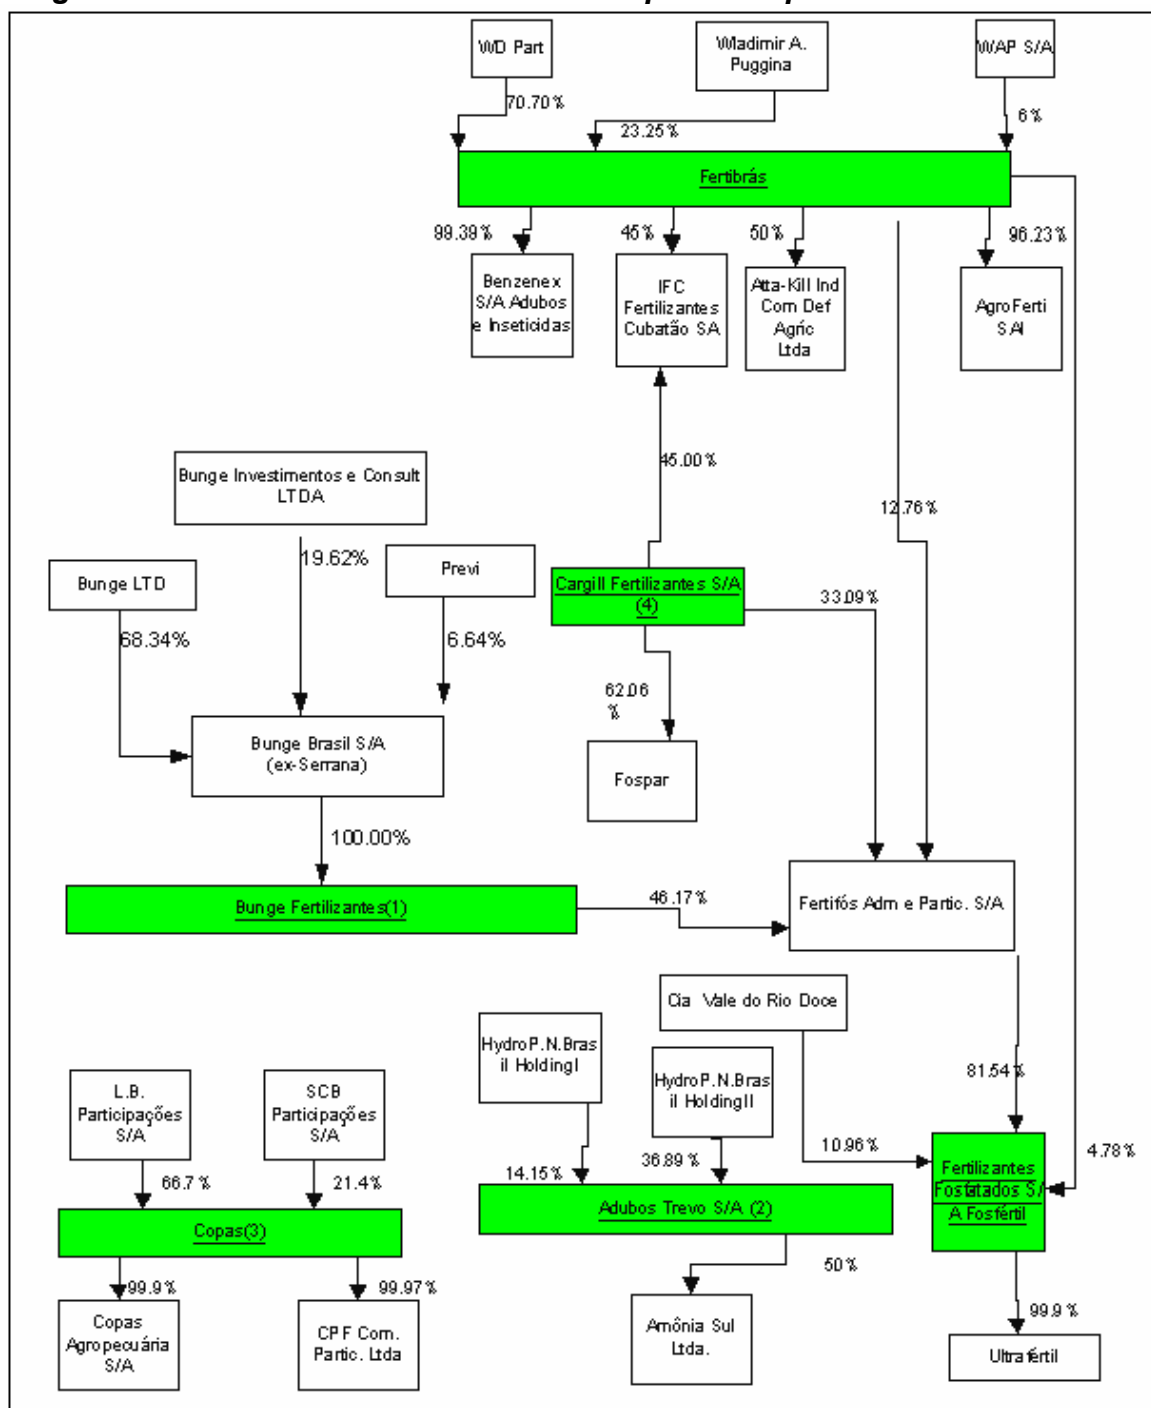 WD Part
Wladimir A.
Puggina
WAP S/A
70.70%
23.25%
6%
Fertibrás
99.39%
45%
50%
96.23%
Benzenex
S/A Adubos
e Inseticidas
IFC
Fertilizantes
Cubatão SA
Atta-Kill Ind
Com Def
Agric
Ltda
AgroFerti
SAI
45.00%
12.76%
Bunge Investimentos e Consult
LTDA
19.62%
Bunge LTD
Previ
68.34%
6.64%
Cargill Fertilizantes S/A
(4)
33.09%
62.06
%
Bunge Brasil S/A
(ex-Serrana)
Fospar
100.00%
Bunge Fertilizantes(1)
46.17%
Fertifós Adm e Partic. S/A
Cia Vale do Rio Doce
HydroP.N.Bras
il HoldingI
HydroP.N.Bras
il HoldingII
81.54%
L.B.
Participações
S/A
SCB
Participações
S/A
66.7%
21.4%
14.15%
36.89%
10.96%
4.78%
Fertilizantes
Fosfatados S/
A Fosfértil
Copas(3)
Adubos Trevo S/A (2)
99.9%
99.97%
50%
99.9%
Copas
Agropecuária
S/A
CPF Com.
Partic. Ltda
Amônia Sul
Ltda.
Ultrafértil